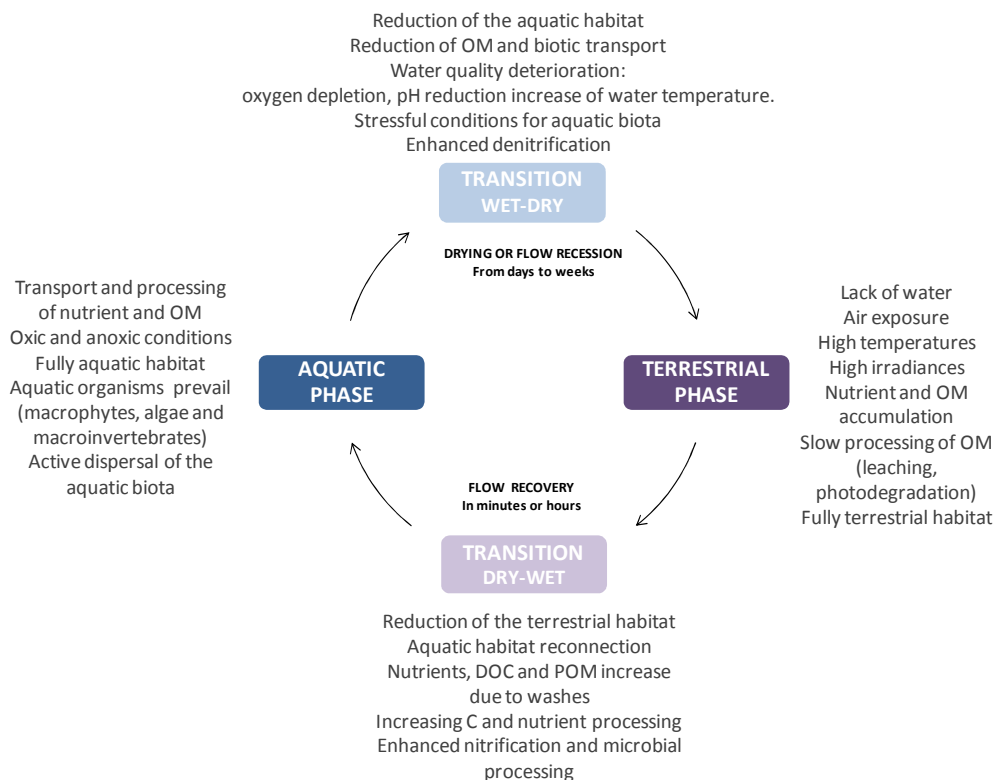 Reduction of the aquatic habitat
Reduction of OM and biotic transport
Water quality deterioration:
oxygen depletion, pH reduction increase of water temperature.
Stressful conditions for aquatic biota
Enhanced denitrification
TRANSITION
WET-DRY
DRYING OR FLOW RECESSION
From days to weeks
Transport and processing
of nutrient and OM
Oxic and anoxic conditions
Fully aquatic habitat
Aquatic organisms prevail
(macrophytes, algae and
macroinvertebrates)
Active dispersal of the
aquatic biota
AQUATIC
PHASE
TERRESTRIAL
PHASE
Lack of water
Air exposure
High temperatures
High irradiances
Nutrient and OM
accumulation
Slow processing of OM
(leaching,
photodegradation)
Fully terrestrial habitat
FLOW RECOVERY
In minutes or hours
TRANSITION
DRY-WET
Reduction of the terrestrial habitat
Aquatic habitat reconnection
Nutrients, DOC and POM increase
due to washes
Increasing C and nutrient processing
Enhanced nitrification and microbial
processing